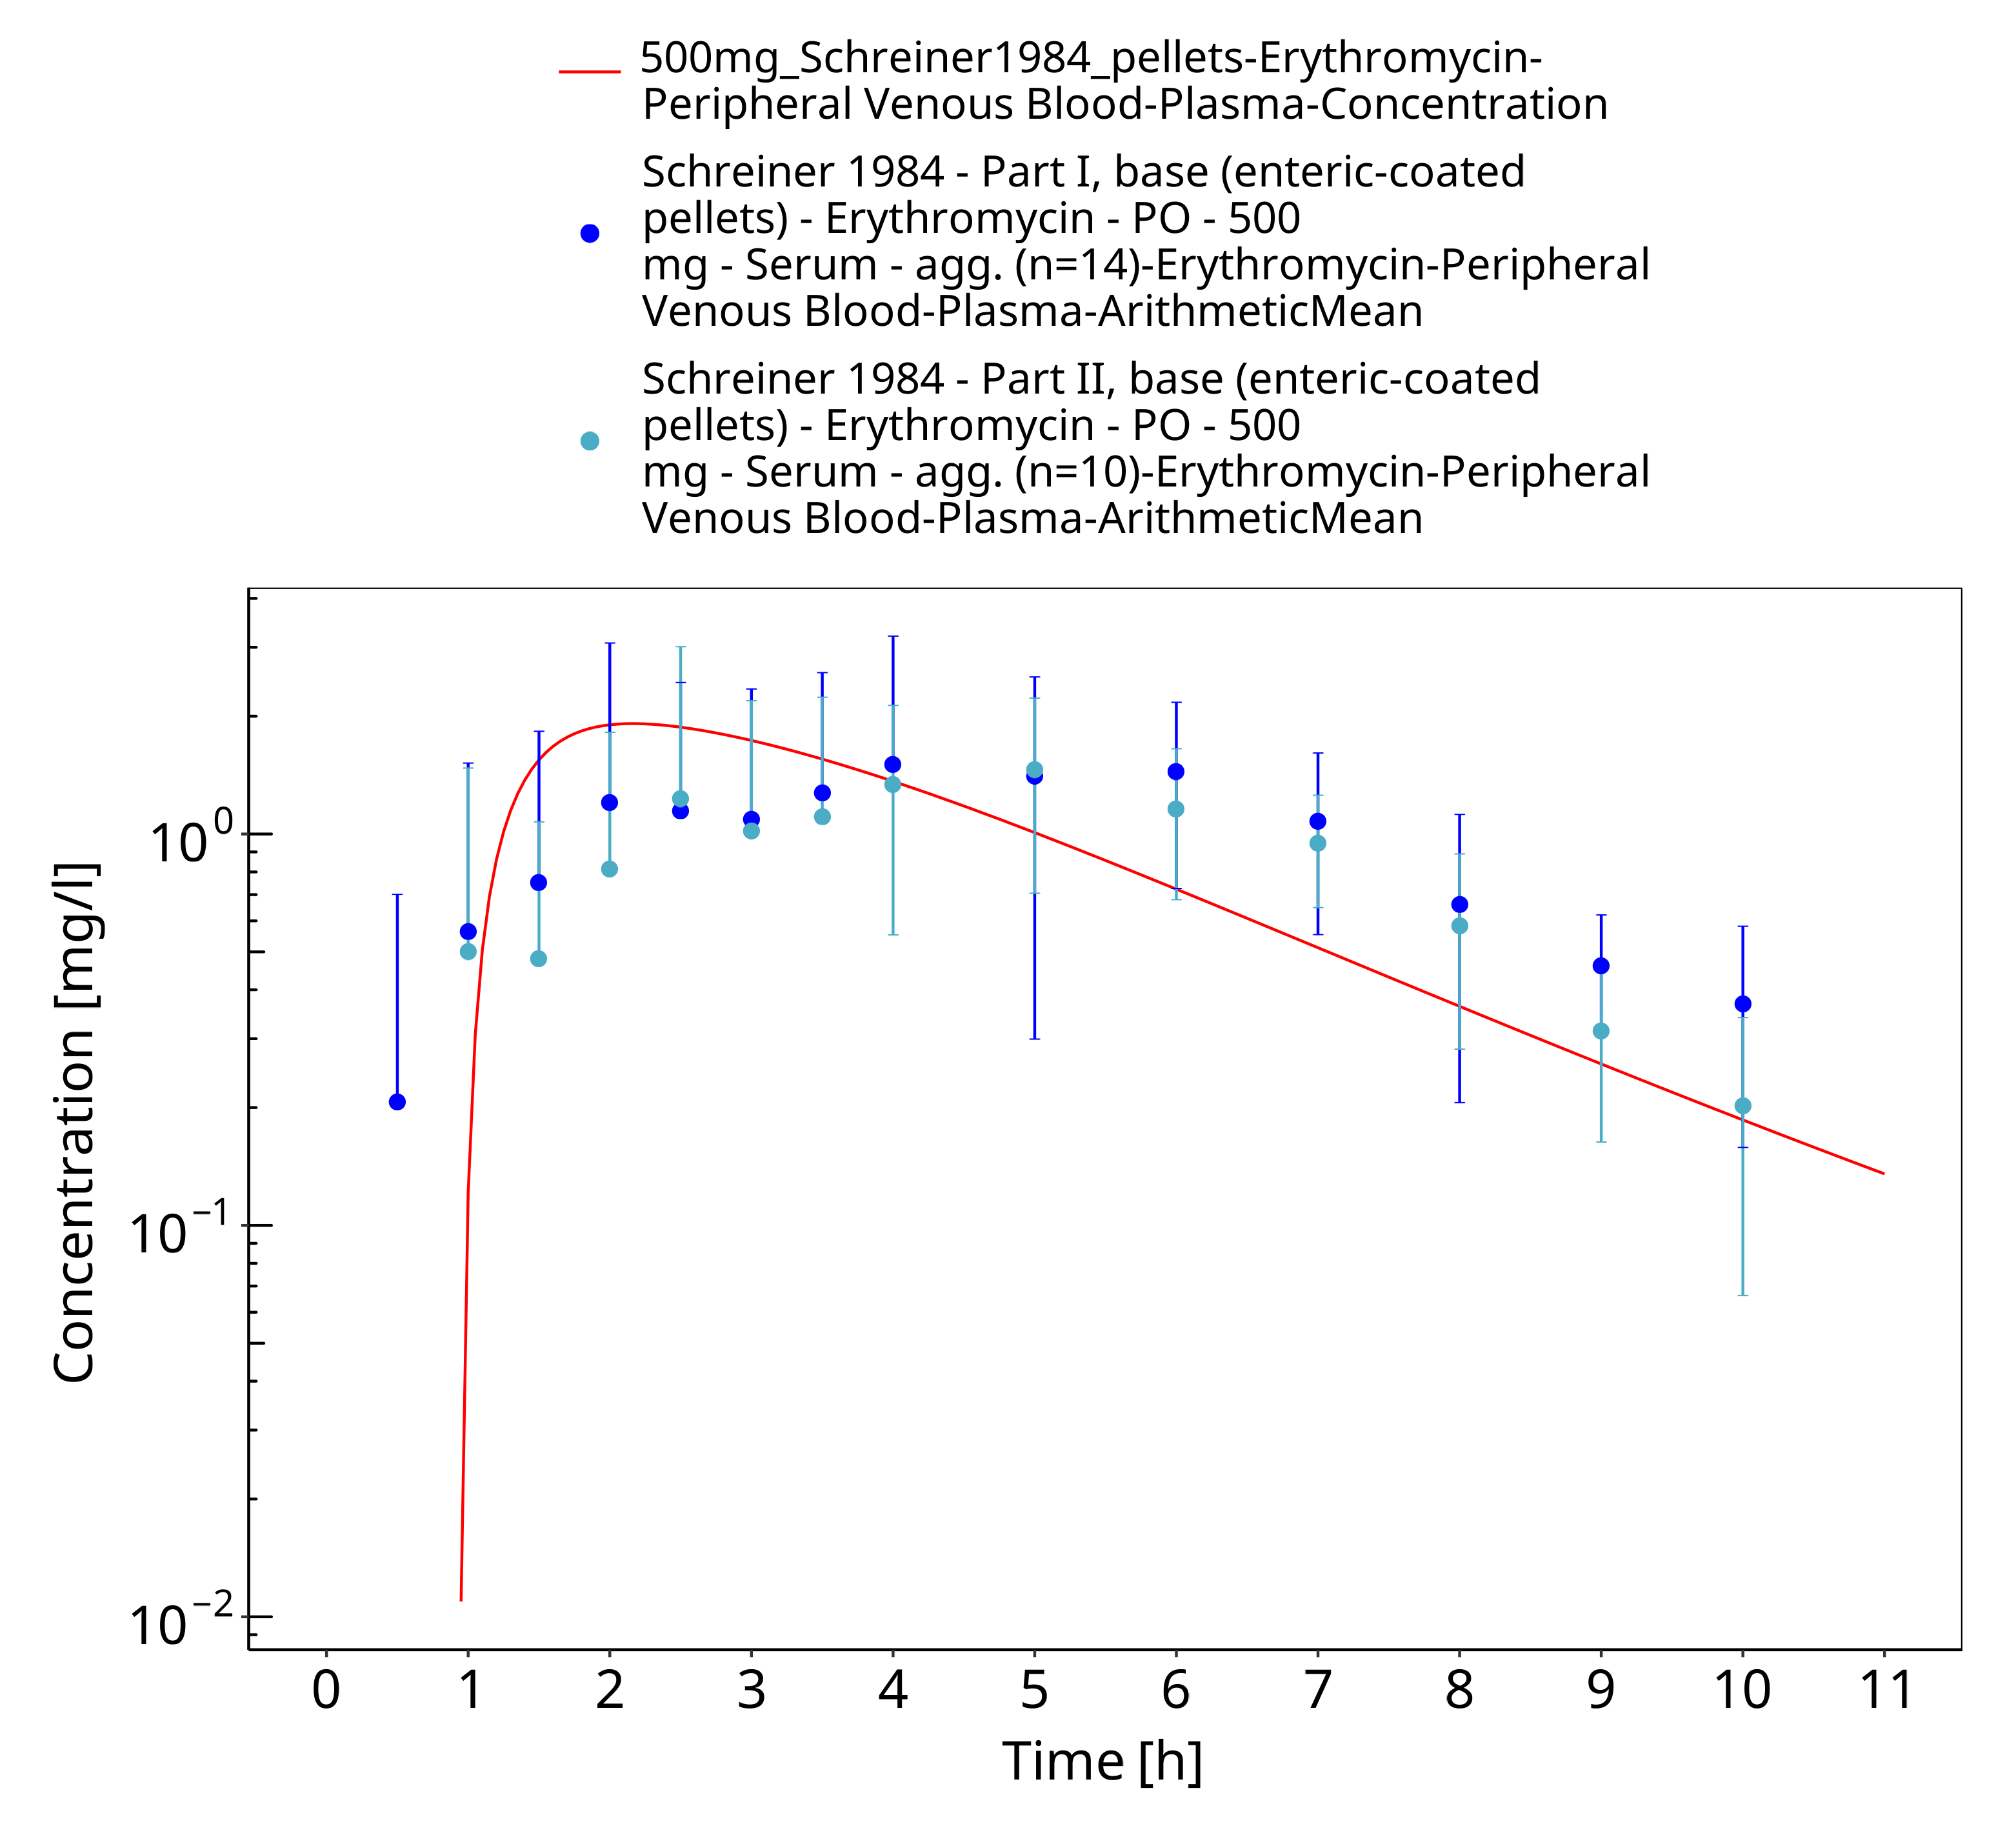 500mg_Schreiner1984_pellets-Erythromycin-
Peripheral Venous Blood-Plasma-Concentration
Schreiner 1984 - Part I, base (enteric-coated
pellets) - Erythromycin - PO - 500
mg - Serum - agg. (n=14)-Erythromycin-Peripheral
Venous Blood-Plasma-ArithmeticMean
Schreiner 1984 - Part II, base (enteric-coated
pellets) - Erythromycin - PO - 500
mg - Serum - agg. (n=10)-Erythromycin-Peripheral
Venous Blood-Plasma-ArithmeticMean
Concentration [mg/l]
10⁰
10⁻¹
10⁻²
0 1 2 3 4 5 6 7 8 9 10 11
Time [h]